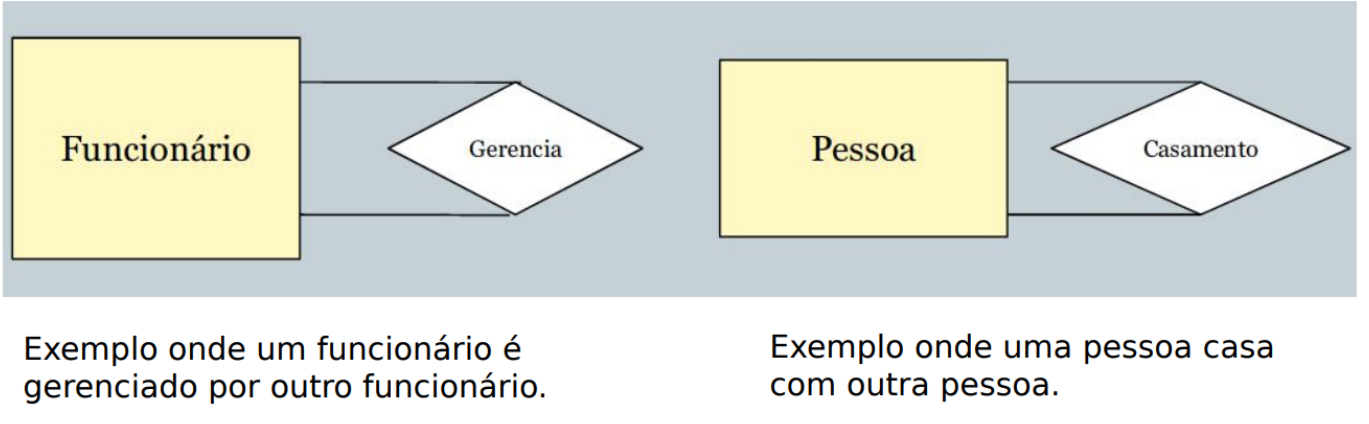 Funcionário
Gerencia
Pessoa
Casamento
Exemplo onde um funcionário é
gerenciado por outro funcionário.
Exemplo onde uma pessoa casa
com outra pessoa.